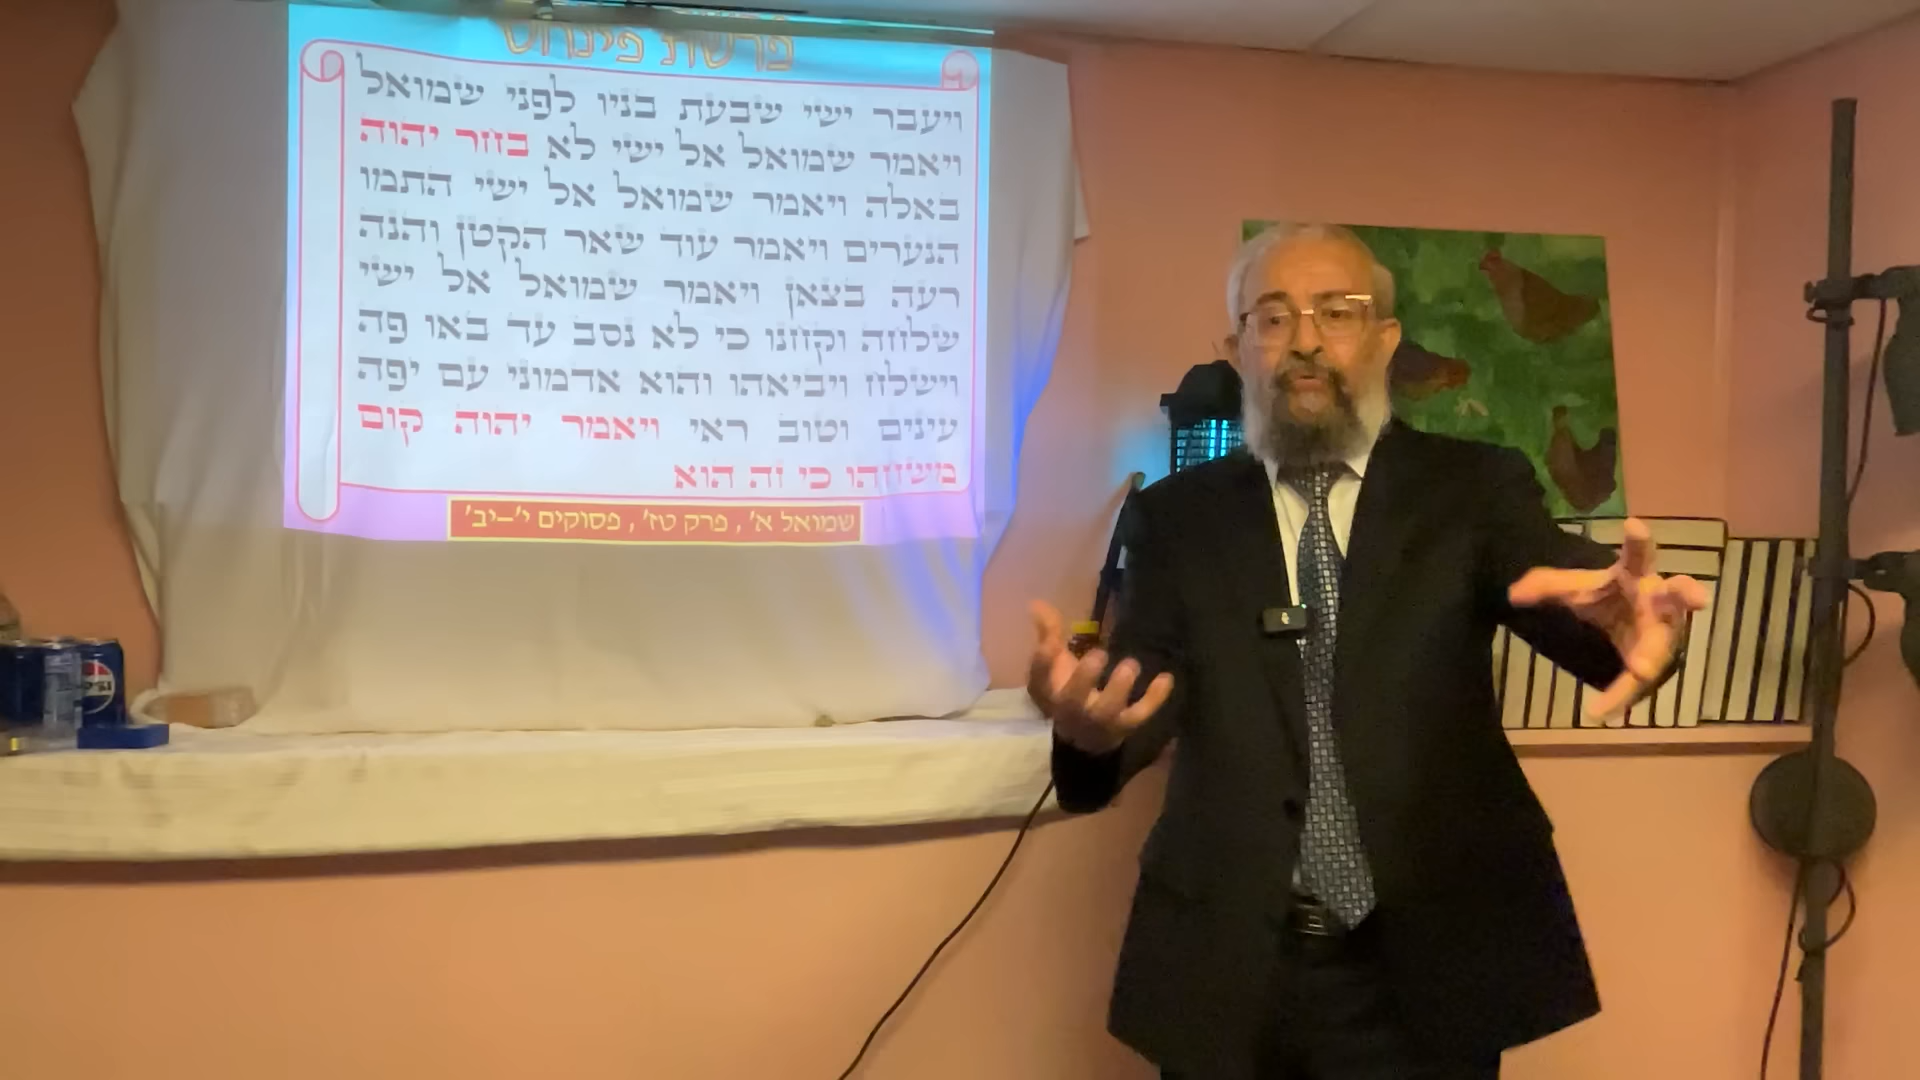 פרשת פינחס
ויעבר ישי שבעת בניו לפני שמואל
ויאמר שמואל אל ישי לא בחר יהוה
באלה ויאמר שמואל אל ישי התמו
הנערים ויאמר עוד שאר הקטן והנה
רעה בצאן ויאמר שמואל אל ישי
שלחה וקחנו כי לא נסב עד באו פה
וישלח ויביאהו והוא אדמוני עם יפה
עינים וטוב ראי ויאמר יהוה קום
משחהו כי זה הוא
שמואל א', פרק טז', פסוקים י'–יב'
PEPSI